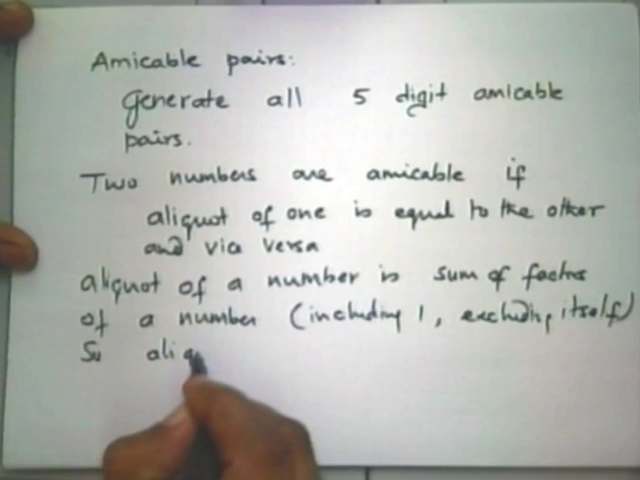 Amicable pairs:
Generate all 5 digit amicable
pairs.
Two numbers are amicable if
aliquot of one is equal to the other
and via versa
aliquot of a number is sum of factors
of a number (including 1, excluding itself)
So aliq